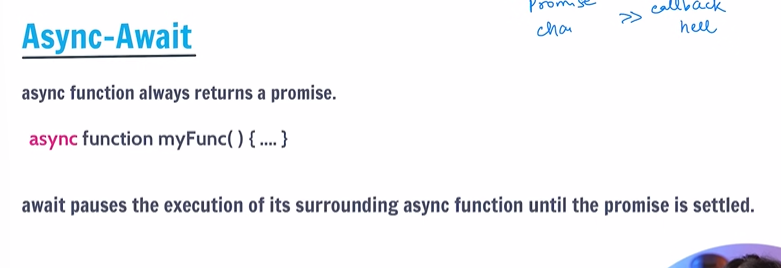 Promise callback
chai >> hell
Async-Await
async function always returns a promise.
async function myFunc( ) { .... }
await pauses the execution of its surrounding async function until the promise is settled.